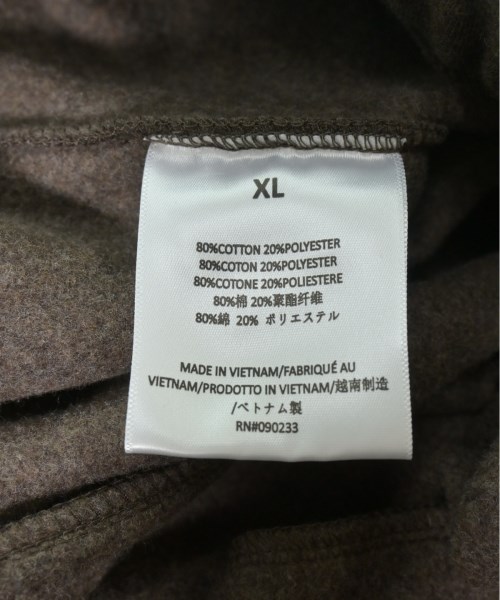 XL
80%COTTON 20%POLYESTER
80%COTON 20%POLYESTER
80%COTONE 20%POLIESTERE
80%棉 20%聚酯纤维
80%綿 20% ポリエステル
MADE IN VIETNAM/FABRIQUÉ AU
VIETNAM/PRODOTTO IN VIETNAM/越南制造
/ベトナム製
RN#090233